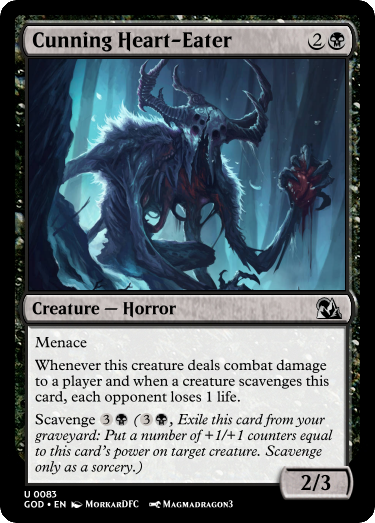 Cunning Heart-Eater 2
Creature — Horror
Menace
Whenever this creature deals combat damage
to a player and when a creature scavenges this
card, each opponent loses 1 life.
Scavenge 3 (3, Exile this card from your
graveyard: Put a number of +1/+1 counters equal
to this card's power on target creature. Scavenge
only as a sorcery.)
2/3
U 0083
GOD • EN MorkarDFC Magmadragon3